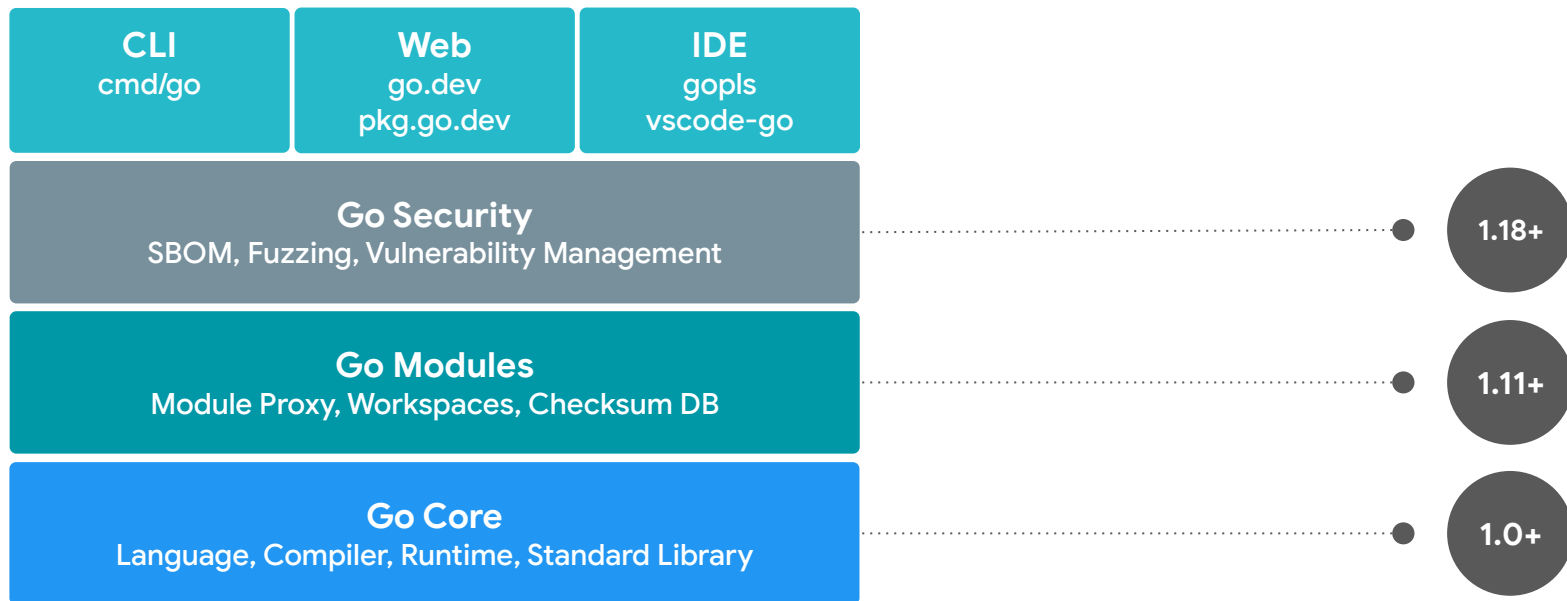 CLI
cmd/go
Web
go.dev
pkg.go.dev
IDE
gopls
vscode-go
Go Security
SBOM, Fuzzing, Vulnerability Management
1.18+
Go Modules
Module Proxy, Workspaces, Checksum DB
1.11+
Go Core
Language, Compiler, Runtime, Standard Library
1.0+